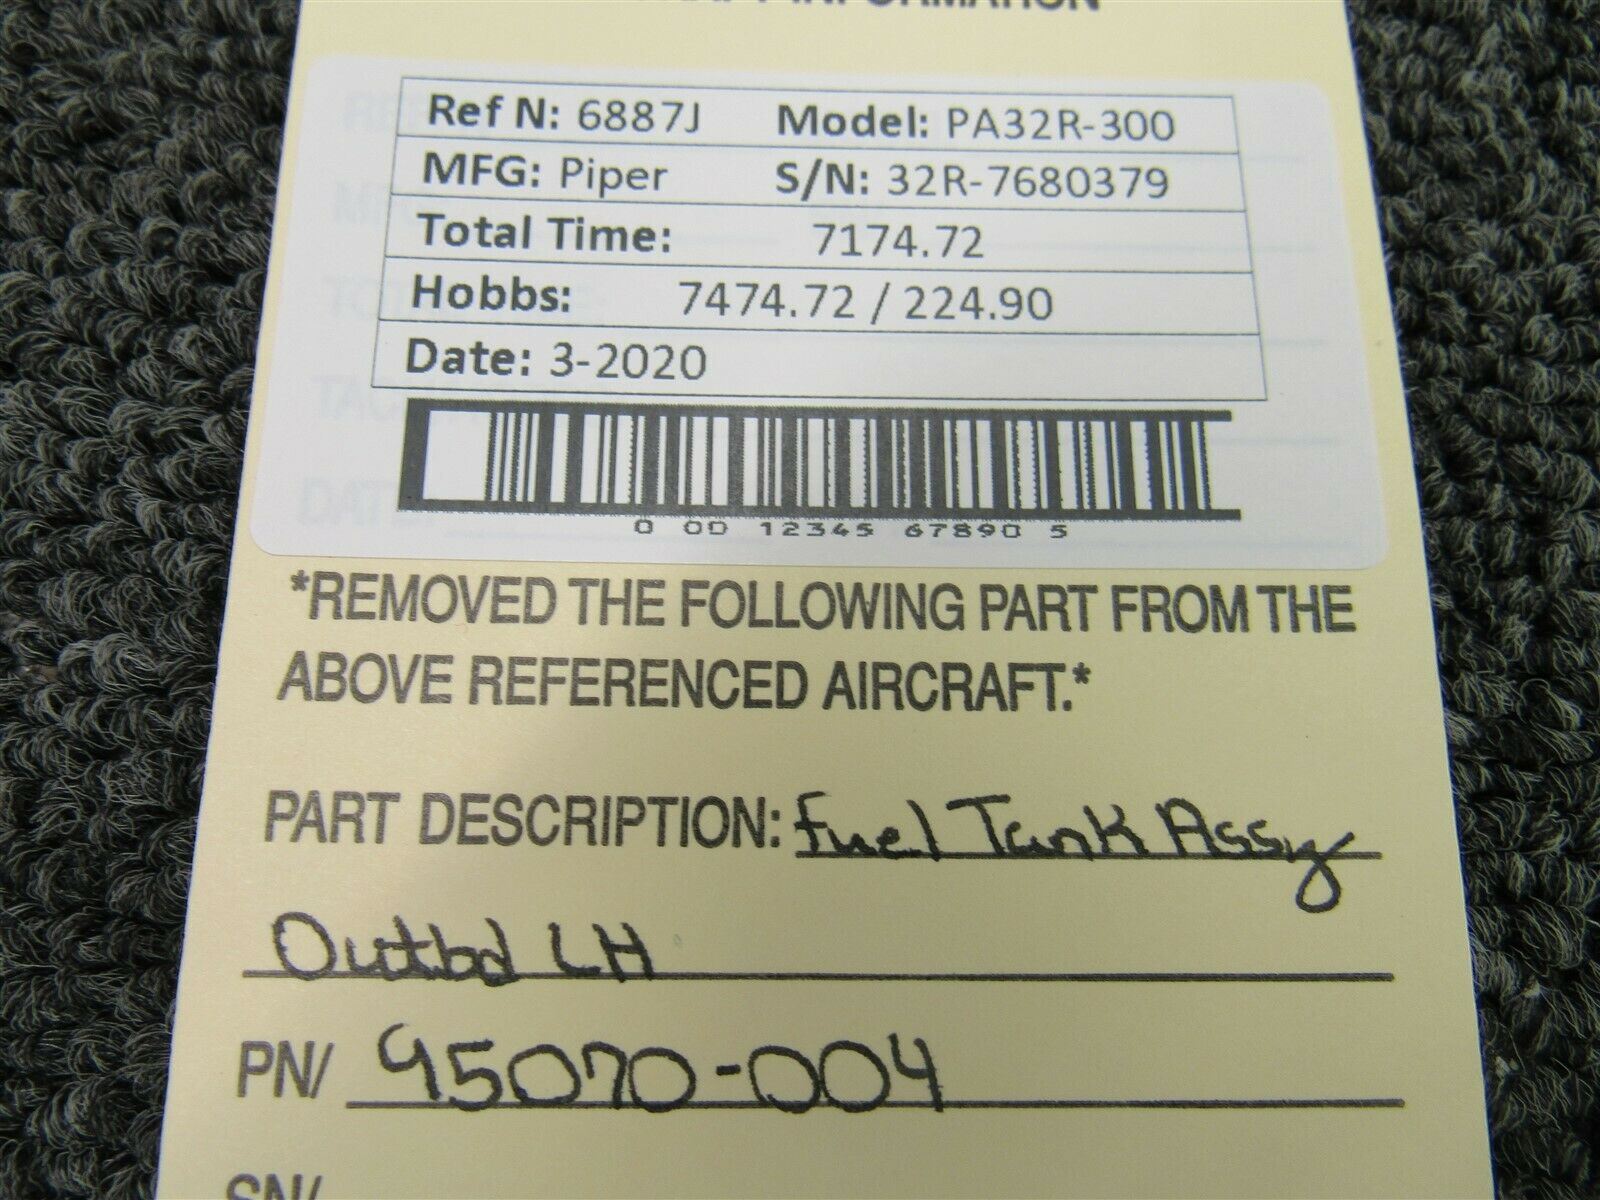 INFORMATION
Ref N: 6887J Model: PA32R-300
MFG: Piper S/N: 32R-7680379
Total Time: 7174.72
Hobbs: 7474.72 / 224.90
Date: 3-2020
0 00 12345 67890 5
*REMOVED THE FOLLOWING PART FROM THE
ABOVE REFERENCED AIRCRAFT.*
PART DESCRIPTION: Fuel Tank Assy
Outbd LH
PN/ 95070-004
SN/